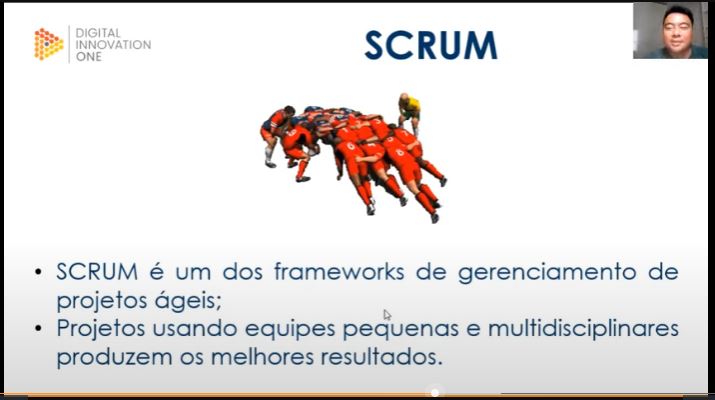 DIGITAL
INNOVATION
ONE
SCRUM
• SCRUM é um dos frameworks de gerenciamento de
projetos ágeis;
• Projetos usando equipes pequenas e multidisciplinares
produzem os melhores resultados.